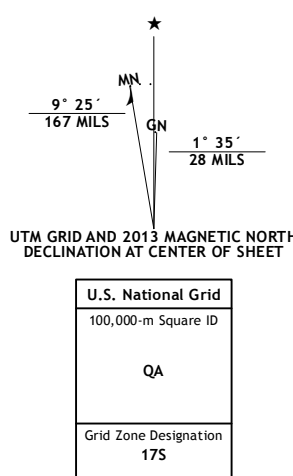 MN
GN
9° 25´
167 MILS
1° 35´
28 MILS
UTM GRID AND 2013 MAGNETIC NORTH
DECLINATION AT CENTER OF SHEET
U.S. National Grid
100,000-m Square ID
QA
Grid Zone Designation
17S